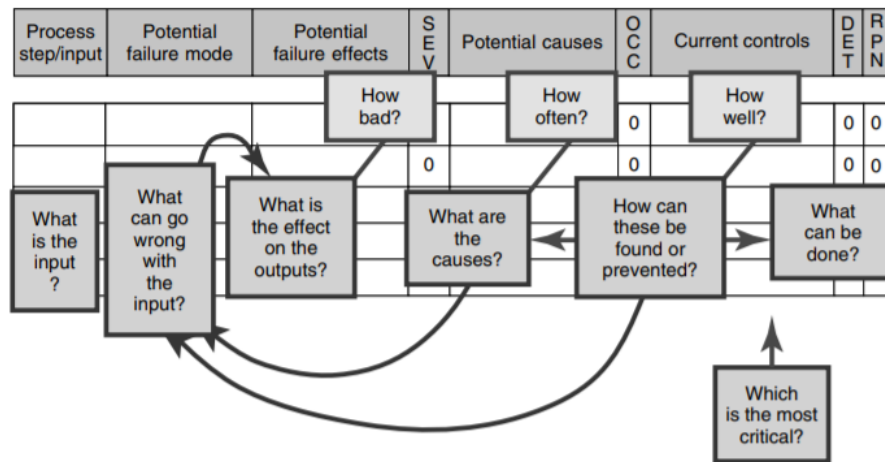 Process
step/input
Potential
failure mode
Potential
failure effects
S
E
V
Potential causes
O
C
C
Current controls
D
E
T
R
P
N
How
bad?
How
often?
How
well?
0
0
0
0
0
0
0
What
is the
input
?
What
can go
wrong
with
the
input?
What is
the effect
on the
outputs?
What are
the
causes?
How can
these be
found or
prevented?
What
can be
done?
Which
is the most
critical?